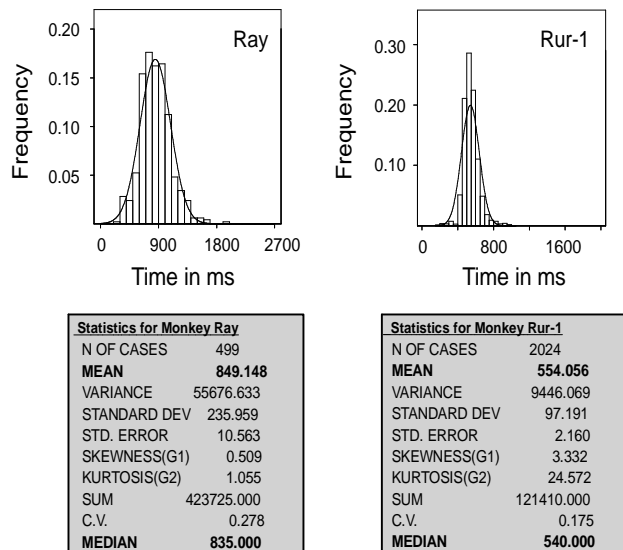 Ray
Frequency
0.20
0.15
0.10
0.05
0 900 1800 2700
Time in ms
Rur-1
Frequency
0.30
0.20
0.10
0 800 1600
Time in ms
Statistics for Monkey Ray
N OF CASES 499
MEAN 849.148
VARIANCE 55676.633
STANDARD DEV 235.959
STD. ERROR 10.563
SKEWNESS(G1) 0.509
KURTOSIS(G2) 1.055
SUM 423725.000
C.V. 0.278
MEDIAN 835.000
Statistics for Monkey Rur-1
N OF CASES 2024
MEAN 554.056
VARIANCE 9446.069
STANDARD DEV 97.191
STD. ERROR 2.160
SKEWNESS(G1) 3.332
KURTOSIS(G2) 24.572
SUM 121410.000
C.V. 0.175
MEDIAN 540.000